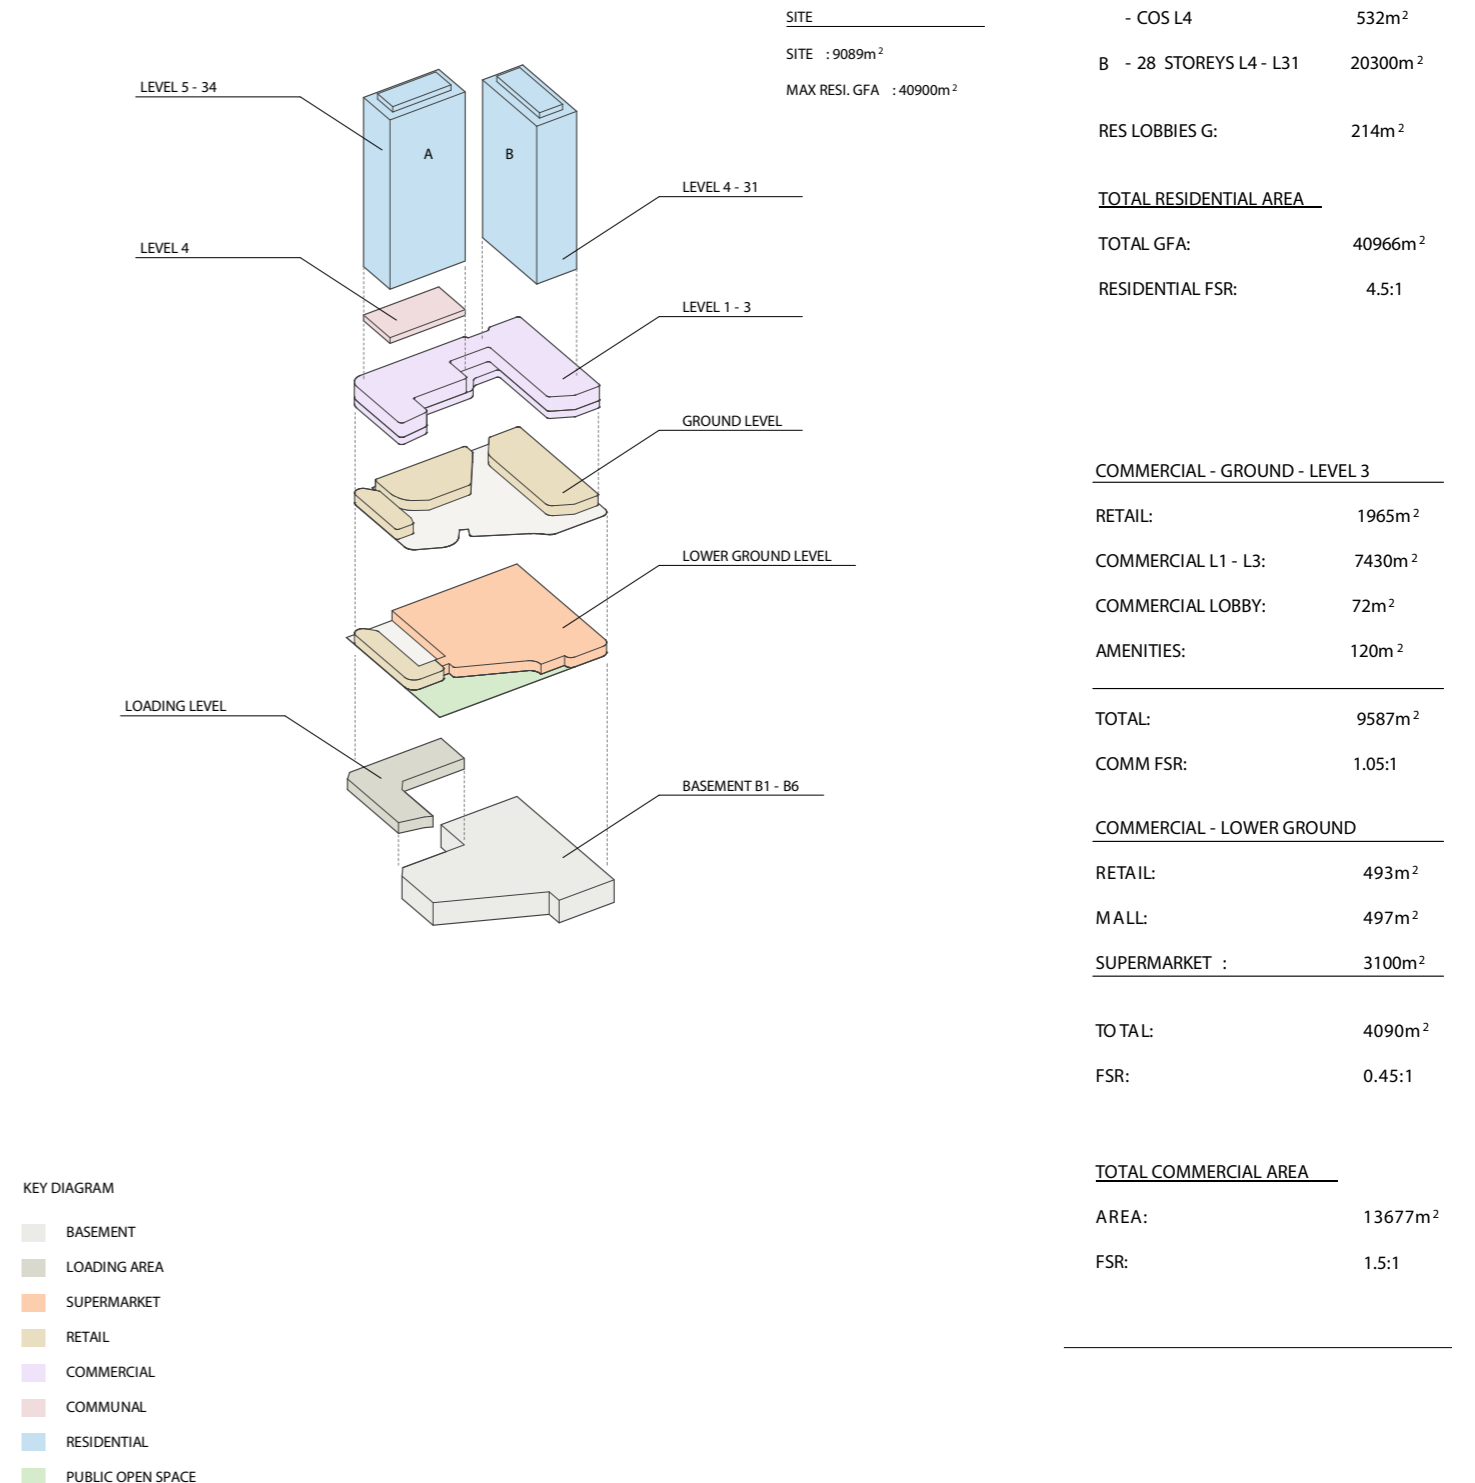 SITE
SITE : 9089m²
MAX RESI. GFA : 40900m²
LEVEL 5 - 34
A
B
LEVEL 4 - 31
LEVEL 4
LEVEL 1 - 3
GROUND LEVEL
LOWER GROUND LEVEL
LOADING LEVEL
BASEMENT B1 - B6
KEY DIAGRAM
BASEMENT
LOADING AREA
SUPERMARKET
RETAIL
COMMERCIAL
COMMUNAL
RESIDENTIAL
PUBLIC OPEN SPACE
- COS L4 532m²
B - 28 STOREYS L4 - L31 20300m²
RES LOBBIES G: 214m²
TOTAL RESIDENTIAL AREA
TOTAL GFA: 40966m²
RESIDENTIAL FSR: 4.5:1
COMMERCIAL - GROUND - LEVEL 3
RETAIL: 1965m²
COMMERCIAL L1 - L3: 7430m²
COMMERCIAL LOBBY: 72m²
AMENITIES: 120m²
TOTAL: 9587m²
COMM FSR: 1.05:1
COMMERCIAL - LOWER GROUND
RETAIL: 493m²
MALL: 497m²
SUPERMARKET : 3100m²
TOTAL: 4090m²
FSR: 0.45:1
TOTAL COMMERCIAL AREA
AREA: 13677m²
FSR: 1.5:1